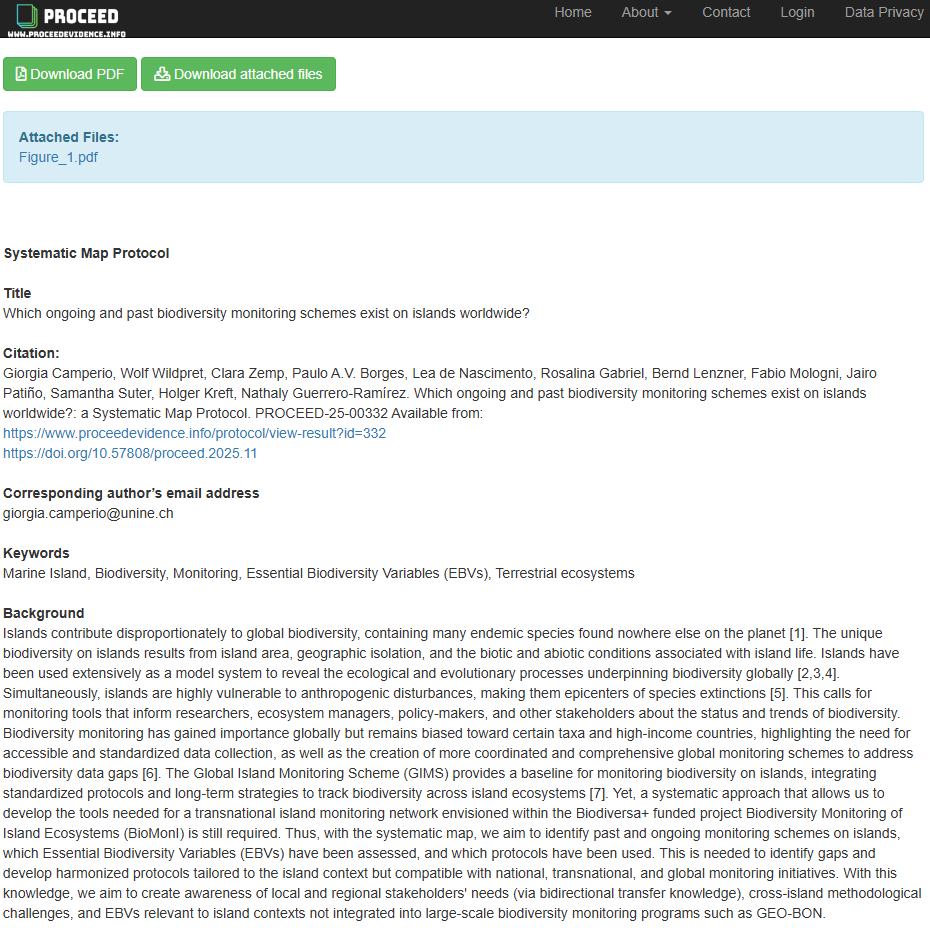 PROCEED
WWW.PROCEEDEVIDENCE.INFO
Home About Contact Login Data Privacy
Download PDF Download attached files
Attached Files:
Figure_1.pdf
Systematic Map Protocol
Title
Which ongoing and past biodiversity monitoring schemes exist on islands worldwide?
Citation:
Giorgia Camperio, Wolf Wildpret, Clara Zemp, Paulo A.V. Borges, Lea de Nascimento, Rosalina Gabriel, Bernd Lenzner, Fabio Mologni, Jairo
Patiño, Samantha Suter, Holger Kreft, Nathaly Guerrero-Ramírez. Which ongoing and past biodiversity monitoring schemes exist on islands
worldwide?: a Systematic Map Protocol. PROCEED-25-00332 Available from:
https://www.proceedevidence.info/protocol/view-result?id=332
https://doi.org/10.57808/proceed.2025.11
Corresponding author’s email address
giorgia.camperio@unine.ch
Keywords
Marine Island, Biodiversity, Monitoring, Essential Biodiversity Variables (EBVs), Terrestrial ecosystems
Background
Islands contribute disproportionately to global biodiversity, containing many endemic species found nowhere else on the planet [1]. The unique
biodiversity on islands results from island area, geographic isolation, and the biotic and abiotic conditions associated with island life. Islands have
been used extensively as a model system to reveal the ecological and evolutionary processes underpinning biodiversity globally [2,3,4].
Simultaneously, islands are highly vulnerable to anthropogenic disturbances, making them epicenters of species extinctions [5]. This calls for
monitoring tools that inform researchers, ecosystem managers, policy-makers, and other stakeholders about the status and trends of biodiversity.
Biodiversity monitoring has gained importance globally but remains biased toward certain taxa and high-income countries, highlighting the need for
accessible and standardized data collection, as well as the creation of more coordinated and comprehensive global monitoring schemes to address
biodiversity data gaps [6]. The Global Island Monitoring Scheme (GIMS) provides a baseline for monitoring biodiversity on islands, integrating
standardized protocols and long-term strategies to track biodiversity across island ecosystems [7]. Yet, a systematic approach that allows us to
develop the tools needed for a transnational island monitoring network envisioned within the Biodiversa+ funded project Biodiversity Monitoring of
Island Ecosystems (BioMonI) is still required. Thus, with the systematic map, we aim to identify past and ongoing monitoring schemes on islands,
which Essential Biodiversity Variables (EBVs) have been assessed, and which protocols have been used. This is needed to identify gaps and
develop harmonized protocols tailored to the island context but compatible with national, transnational, and global monitoring initiatives. With this
knowledge, we aim to create awareness of local and regional stakeholders' needs (via bidirectional transfer knowledge), cross-island methodological
challenges, and EBVs relevant to island contexts not integrated into large-scale biodiversity monitoring programs such as GEO-BON.